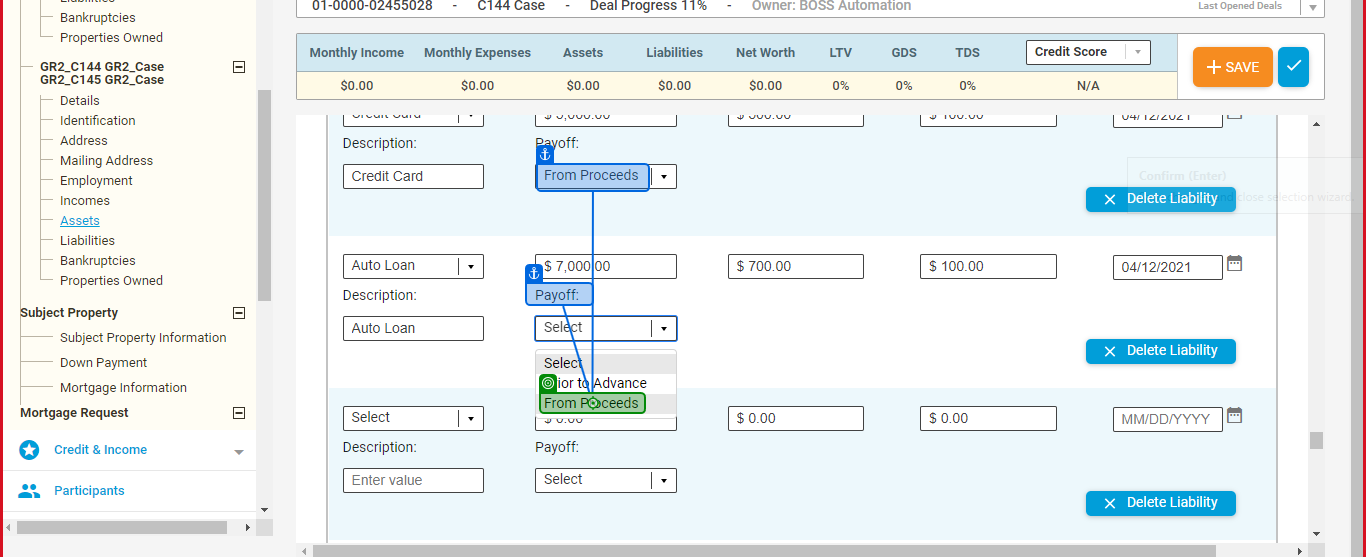 Liabilities
Bankruptcies
Properties Owned
GR2_C144 GR2_Case
GR2_C145 GR2_Case
Details
Identification
Address
Mailing Address
Employment
Incomes
Assets
Liabilities
Bankruptcies
Properties Owned
Subject Property
Subject Property Information
Down Payment
Mortgage Information
Mortgage Request
Credit & Income
Participants
01-0000-02455028 - C144 Case - Deal Progress 11% - Owner: BOSS Automation
Last Opened Deals
Monthly Income Monthly Expenses Assets Liabilities Net Worth LTV GDS TDS Credit Score
$0.00 $0.00 $0.00 $0.00 $0.00 0% 0% 0% N/A
SAVE
Credit Card $ 5,000.00 $ 500.00 $ 100.00 04/12/2021
Description: Payoff:
Credit Card From Proceeds
Confirm (Enter)
and close selection wizard.
Delete Liability
Auto Loan $ 7,000.00 $ 700.00 $ 100.00 04/12/2021
Description: Payoff:
Auto Loan Select
Delete Liability
Select
Prior to Advance
From Proceeds
Select $ 0.00 $ 0.00 $ 0.00 MM/DD/YYYY
Description: Payoff:
Enter value Select
Delete Liability